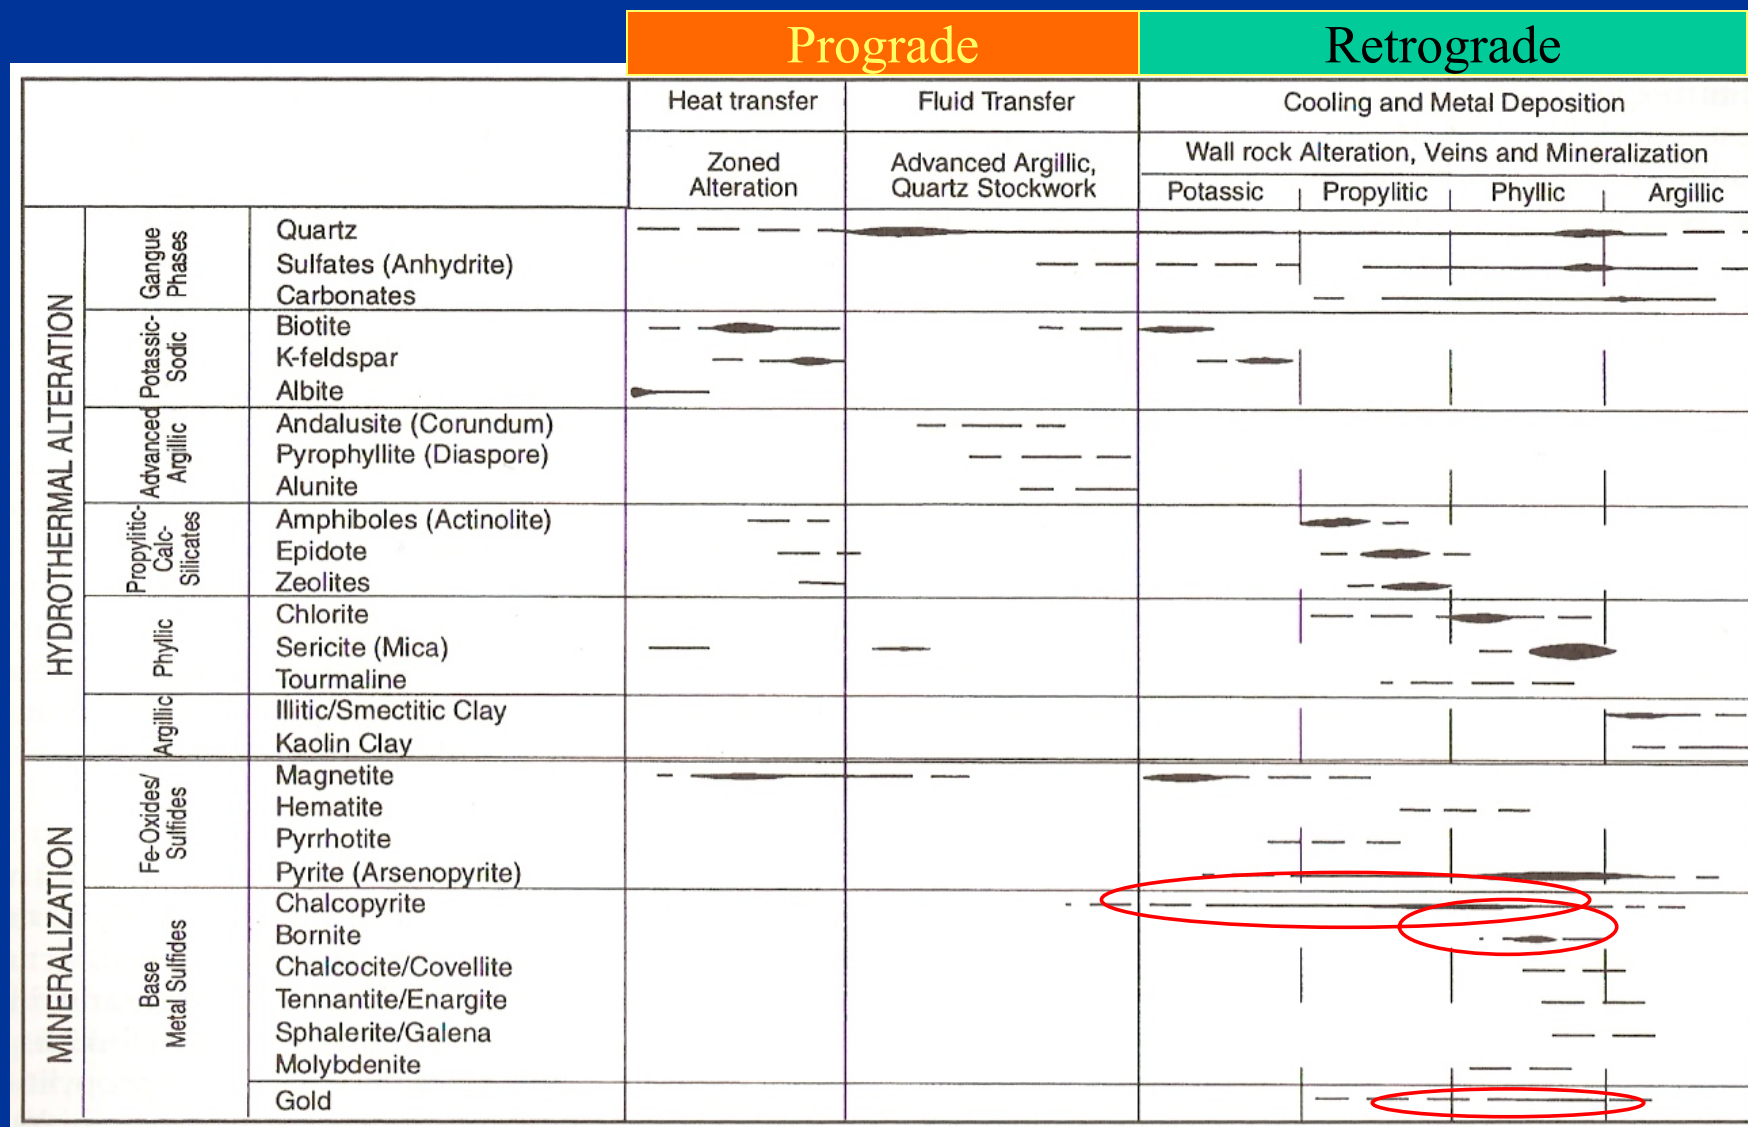 Prograde Retrograde
Heat transfer Fluid Transfer Cooling and Metal Deposition
Zoned Alteration Advanced Argillic, Quartz Stockwork Wall rock Alteration, Veins and Mineralization
Potassic Propylitic Phyllic Argillic
HYDROTHERMAL ALTERATION
Gangue Phases
Quartz
Sulfates (Anhydrite)
Carbonates
Potassic-Sodic
Biotite
K-feldspar
Albite
Advanced Argillic
Andalusite (Corundum)
Pyrophyllite (Diaspore)
Alunite
Propylitic-Calc-Silicates
Amphiboles (Actinolite)
Epidote
Zeolites
Phyllic
Chlorite
Sericite (Mica)
Tourmaline
Argillic
Illitic/Smectitic Clay
Kaolin Clay
MINERALIZATION
Fe-Oxides/Sulfides
Magnetite
Hematite
Pyrrhotite
Pyrite (Arsenopyrite)
Base Metal Sulfides
Chalcopyrite
Bornite
Chalcocite/Covellite
Tennantite/Enargite
Sphalerite/Galena
Molybdenite
Gold